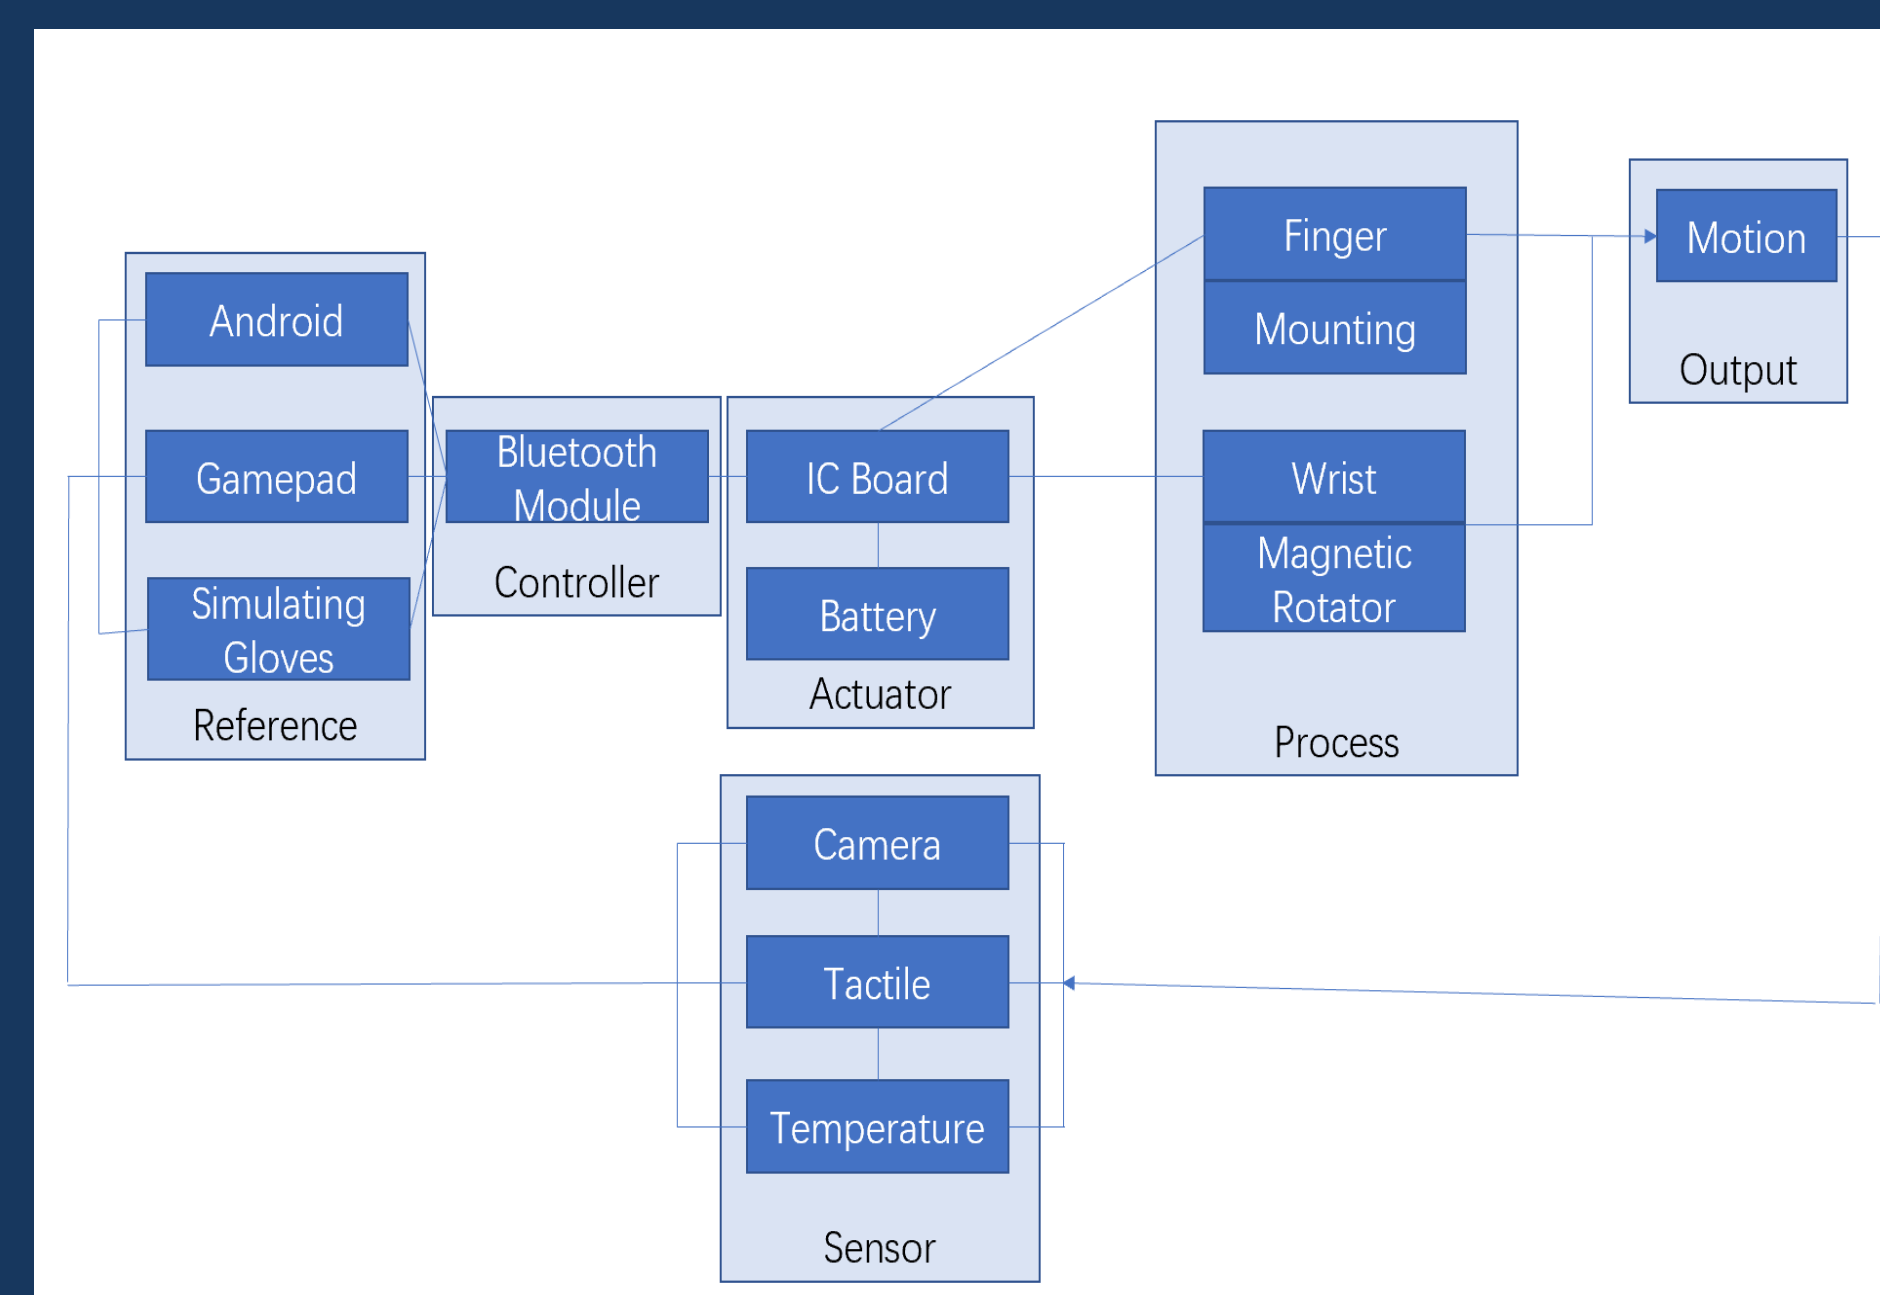 Android
Gamepad
Simulating
Gloves
Reference
Bluetooth
Module
Controller
IC Board
Battery
Actuator
Finger
Mounting
Wrist
Magnetic
Rotator
Process
Motion
Output
Camera
Tactile
Temperature
Sensor